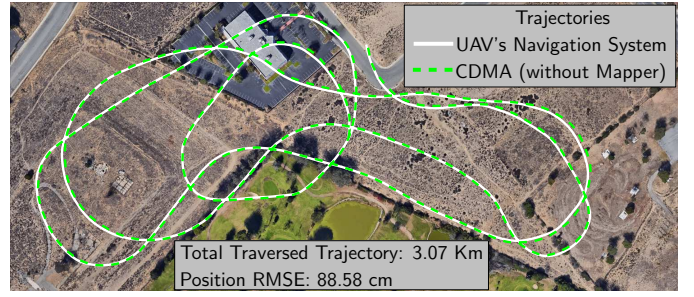 Trajectories
UAV's Navigation System
CDMA (without Mapper)
Total Traversed Trajectory: 3.07 Km
Position RMSE: 88.58 cm